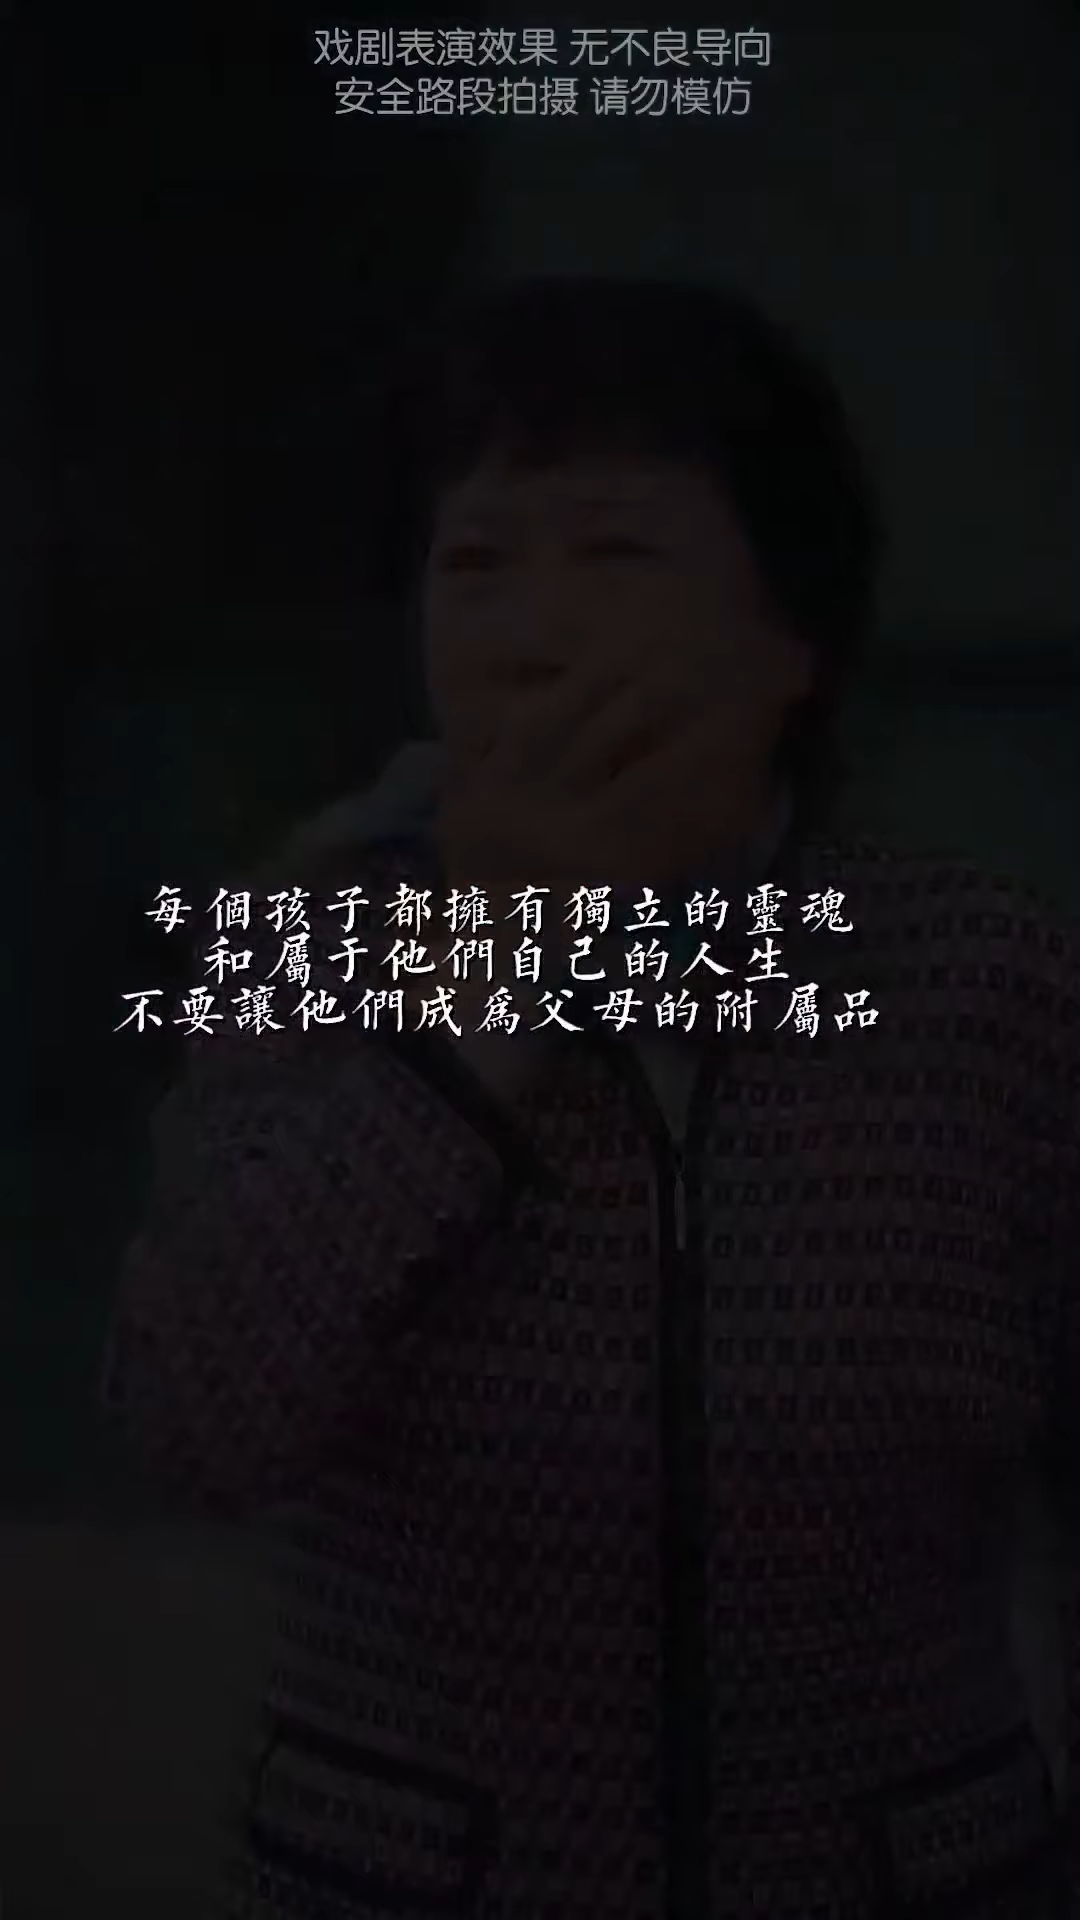 戏剧表演效果 无不良导向
安全路段拍摄 请勿模仿
每個孩子都擁有獨立的靈魂
和屬于他們自己的人生
不要讓他們成爲父母的附屬品